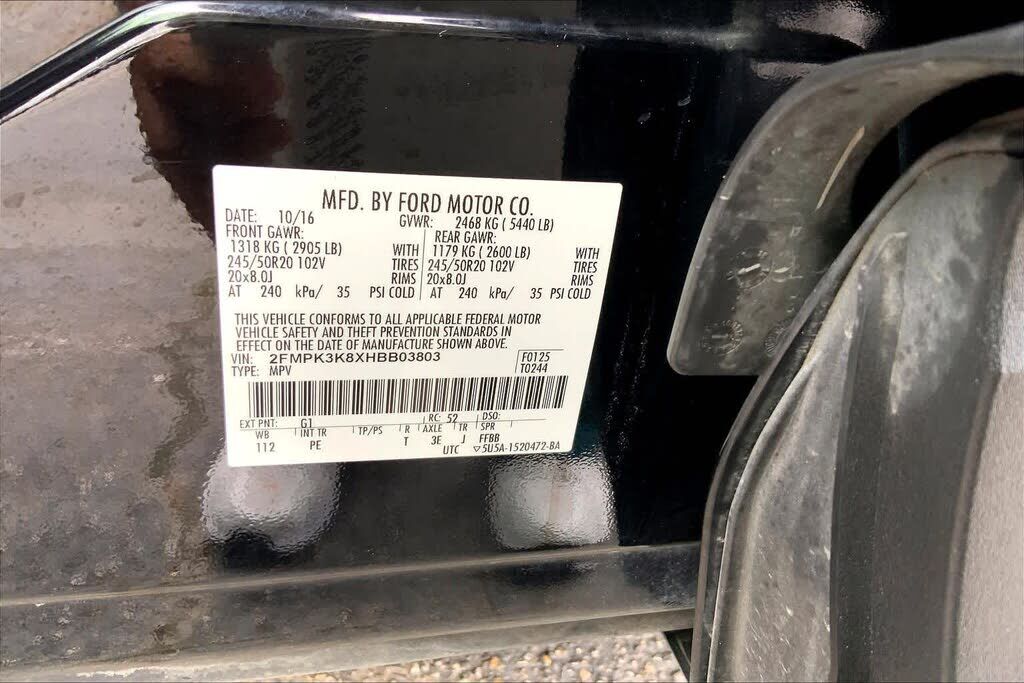 MFD. BY FORD MOTOR CO.
DATE: 10/16 GVWR: 2468 KG ( 5440 LB)
FRONT GAWR: REAR GAWR:
1318 KG ( 2905 LB) WITH 1179 KG ( 2600 LB) WITH
245/50R20 102V TIRES 245/50R20 102V TIRES
20x8.0J RIMS 20x8.0J RIMS
AT 240 kPa/ 35 PSI COLD AT 240 kPa/ 35 PSI COLD
THIS VEHICLE CONFORMS TO ALL APPLICABLE FEDERAL MOTOR
VEHICLE SAFETY AND THEFT PREVENTION STANDARDS IN
EFFECT ON THE DATE OF MANUFACTURE SHOWN ABOVE.
VIN: 2FMPK3K8XHBB03803 F0125
TYPE: MPV T0244
EXT PNT: G1 RC: 52 DSO:
WB INT TR TP/PS R AXLE TR SPR
112 PE T 3E J FFBB
UTC ▽5U5A-1520472-BA